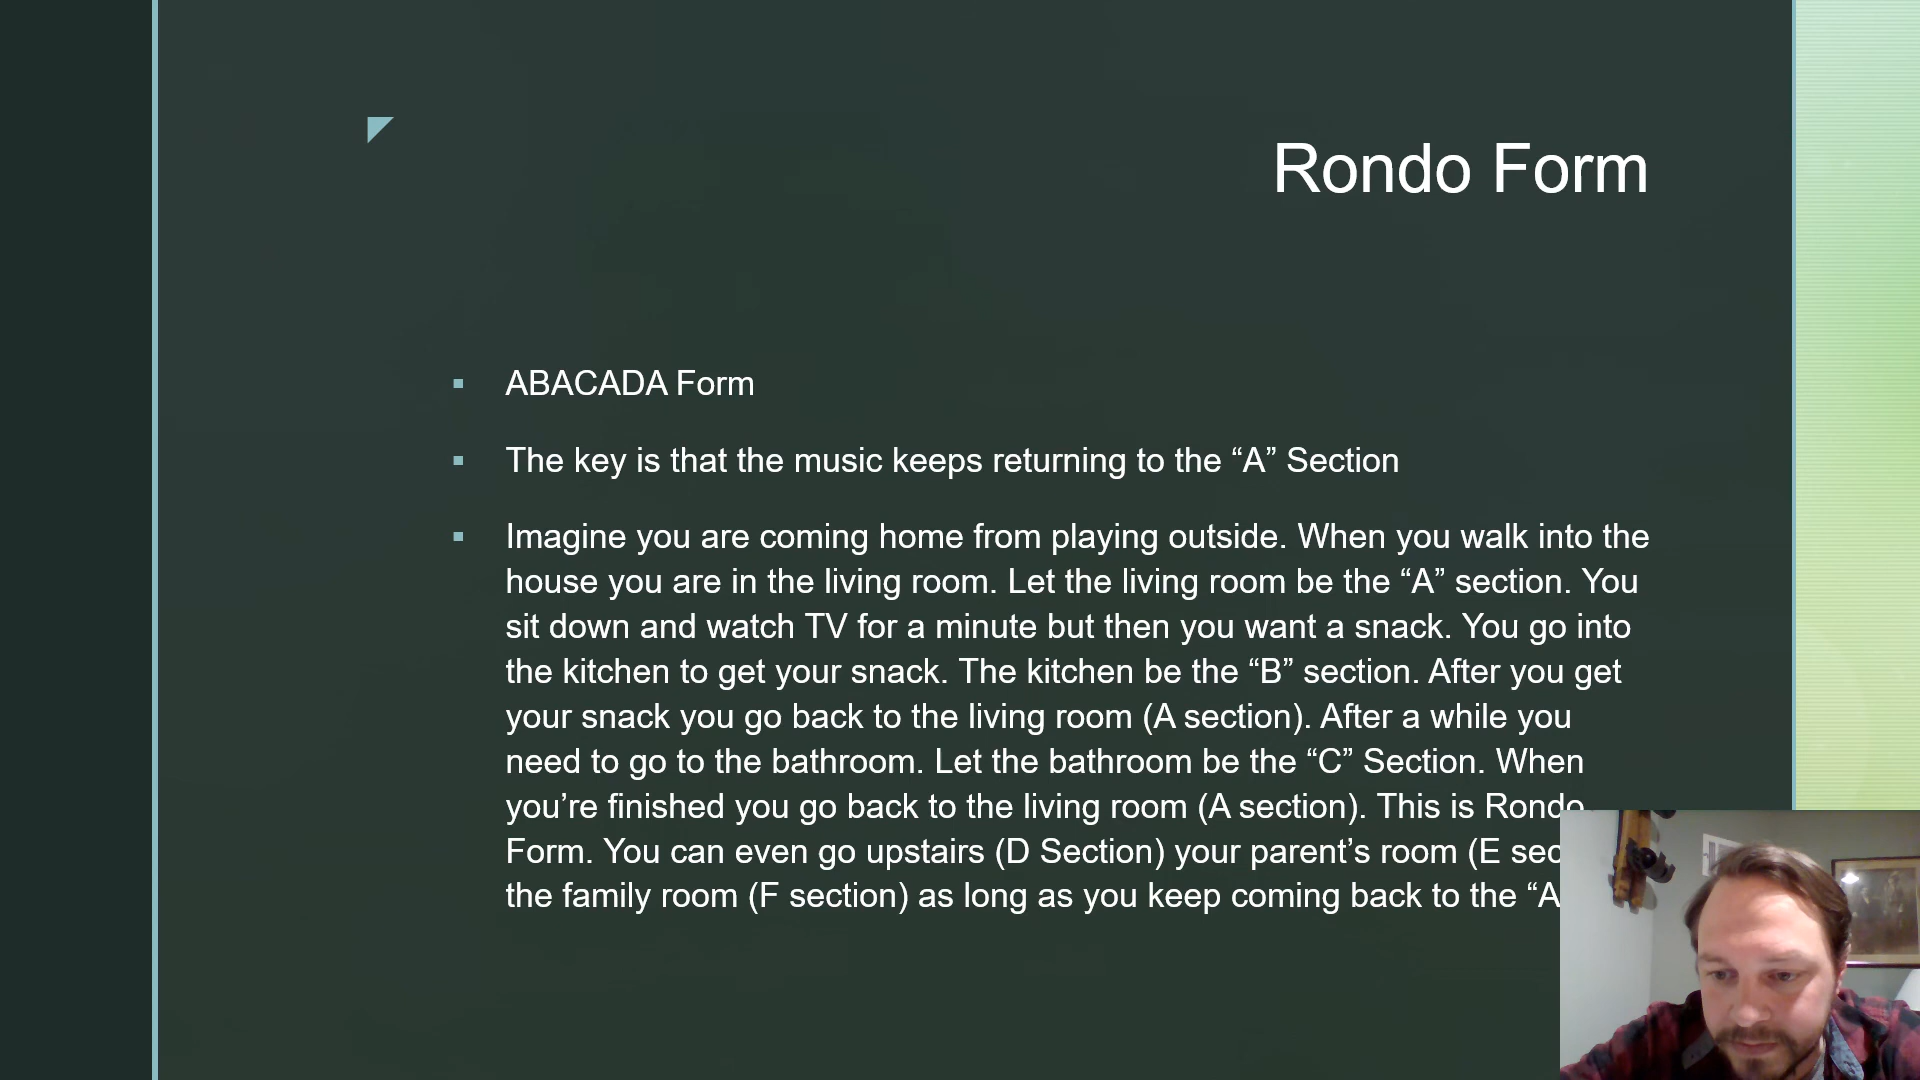 Rondo Form
ABACADA Form
The key is that the music keeps returning to the “A” Section
Imagine you are coming home from playing outside. When you walk into the
house you are in the living room. Let the living room be the “A” section. You
sit down and watch TV for a minute but then you want a snack. You go into
the kitchen to get your snack. The kitchen be the “B” section. After you get
your snack you go back to the living room (A section). After a while you
need to go to the bathroom. Let the bathroom be the “C” Section. When
you’re finished you go back to the living room (A section). This is Rondo
Form. You can even go upstairs (D Section) your parent’s room (E
the family room (F section) as long as you keep coming back to the “A